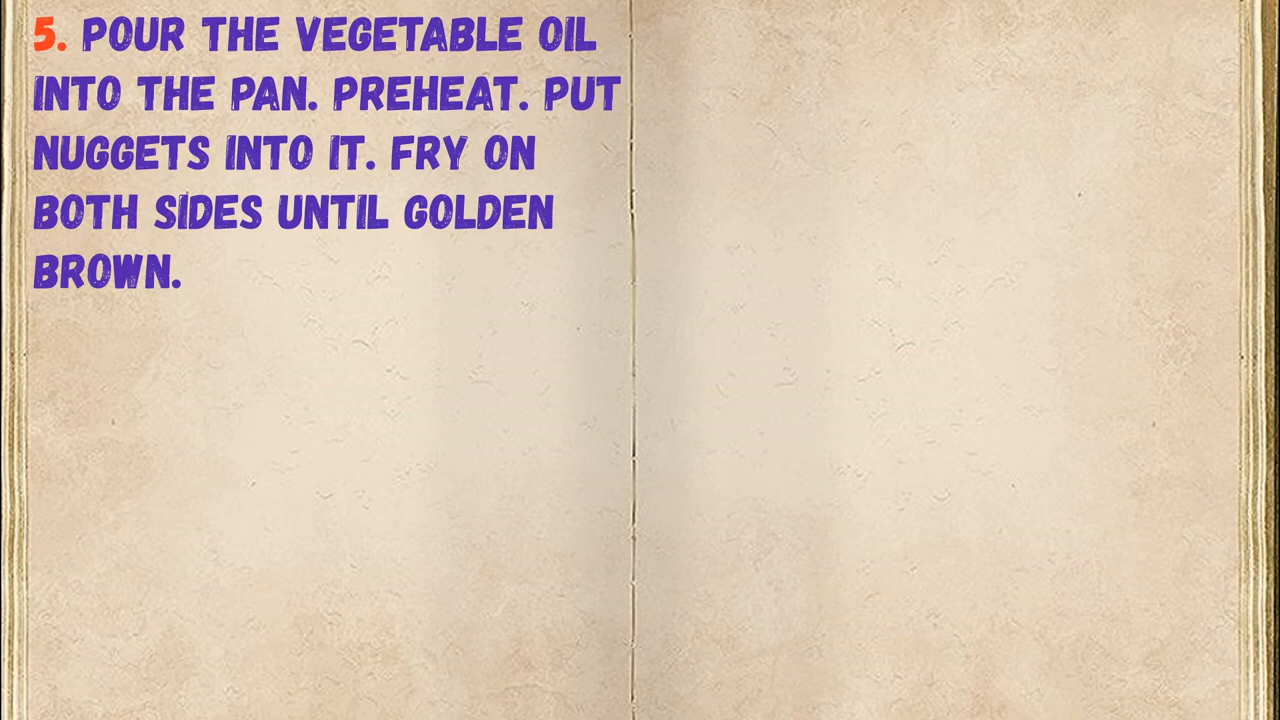 5. POUR THE VEGETABLE OIL
INTO THE PAN. PREHEAT. PUT
NUGGETS INTO IT. FRY ON
BOTH SIDES UNTIL GOLDEN
BROWN.